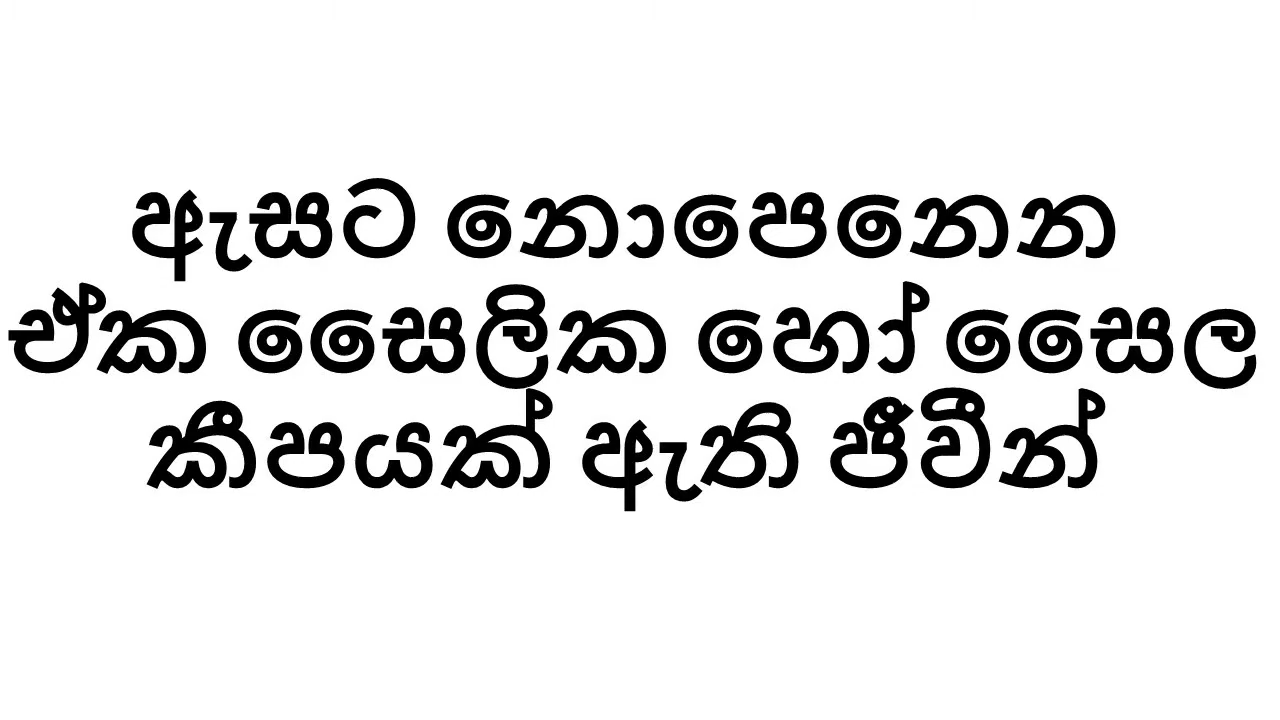 ඇසට නොපෙනෙන
ඒක සෛලික හෝ සෛල
කීපයක් ඇති ජීවීන්